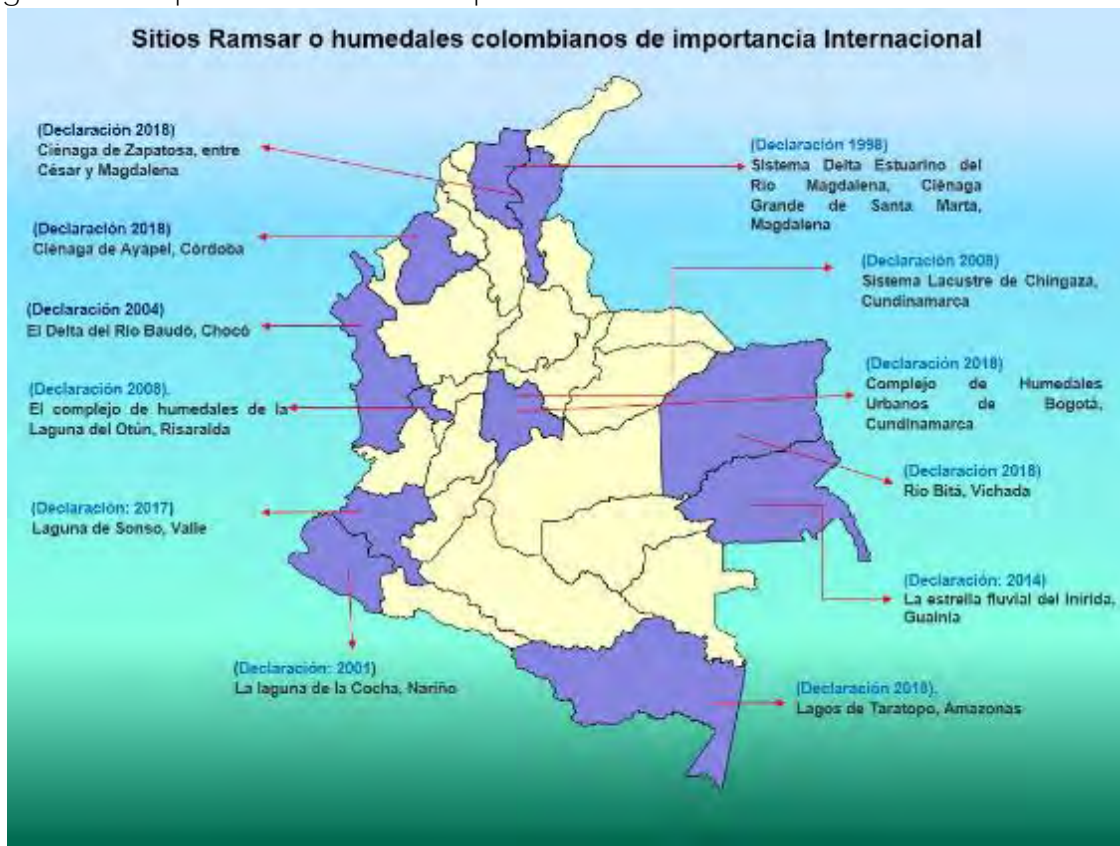 Sitios Ramsar o humedales colombianos de importancia Internacional
(Declaración 2018)
Ciénaga de Zapatosa, entre
César y Magdalena
(Declaración 2018)
Ciénaga de Ayapel, Córdoba
(Declaración 2004)
El Delta del Río Baudó, Chocó
(Declaración 2008).
El complejo de humedales de la
Laguna del Otún, Risaralda
(Declaración: 2017)
Laguna de Sonso, Valle
(Declaración: 2001)
La laguna de la Cocha, Nariño
(Declaración 1998)
Sistema Delta Estuarino del
Río Magdalena, Ciénaga
Grande de Santa Marta,
Magdalena
(Declaración 2008)
Sistema Lacustre de Chingaza,
Cundinamarca
(Declaración 2018)
Complejo de Humedales
Urbanos de Bogotá,
Cundinamarca
(Declaración 2018)
Río Bitá, Vichada
(Declaración: 2014)
La estrella fluvial del Inírida,
Guainía
(Declaración 2018).
Lagos de Taratopo, Amazonas